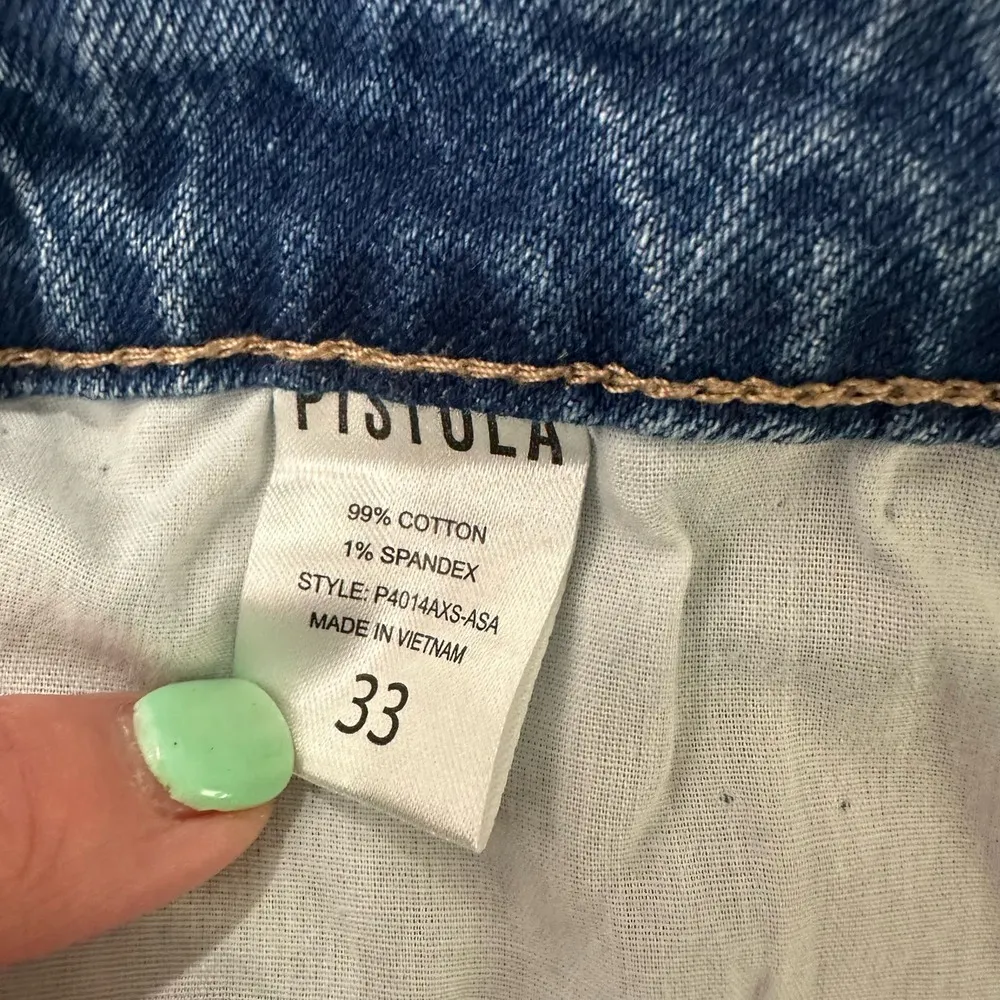 PISTOLA
99% COTTON
1% SPANDEX
STYLE: P4014AXS-ASA
MADE IN VIETNAM
33